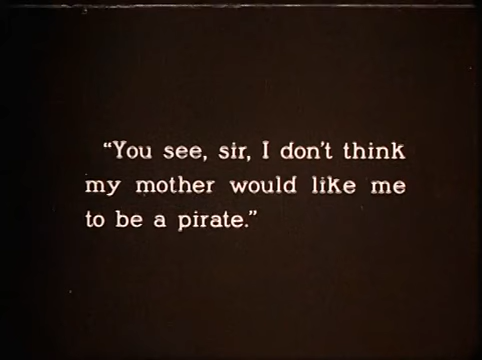 “You see, sir, I don't think
my mother would like me
to be a pirate.”